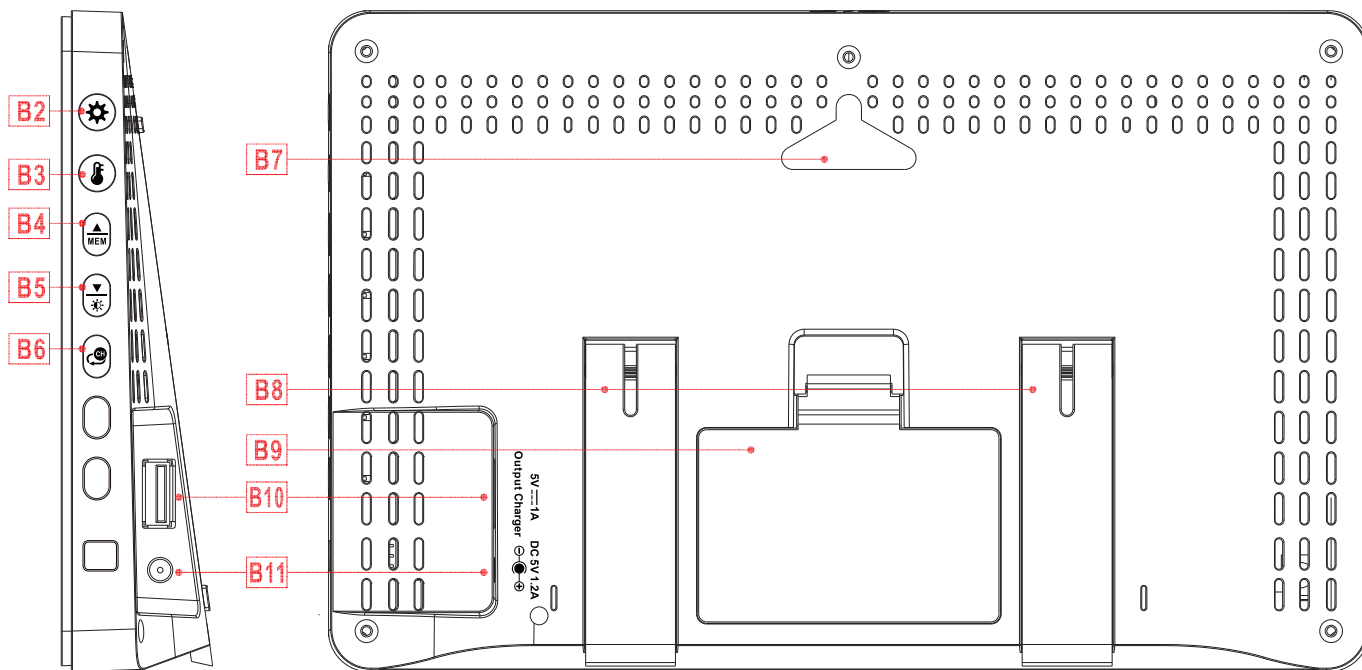 B2
B3
B4
MEM
B5
B6
CH
B7
B8
B9
B10
B11
5V⎓1A
Output Charger
DC 5V 1.2A
⊖ ⊕